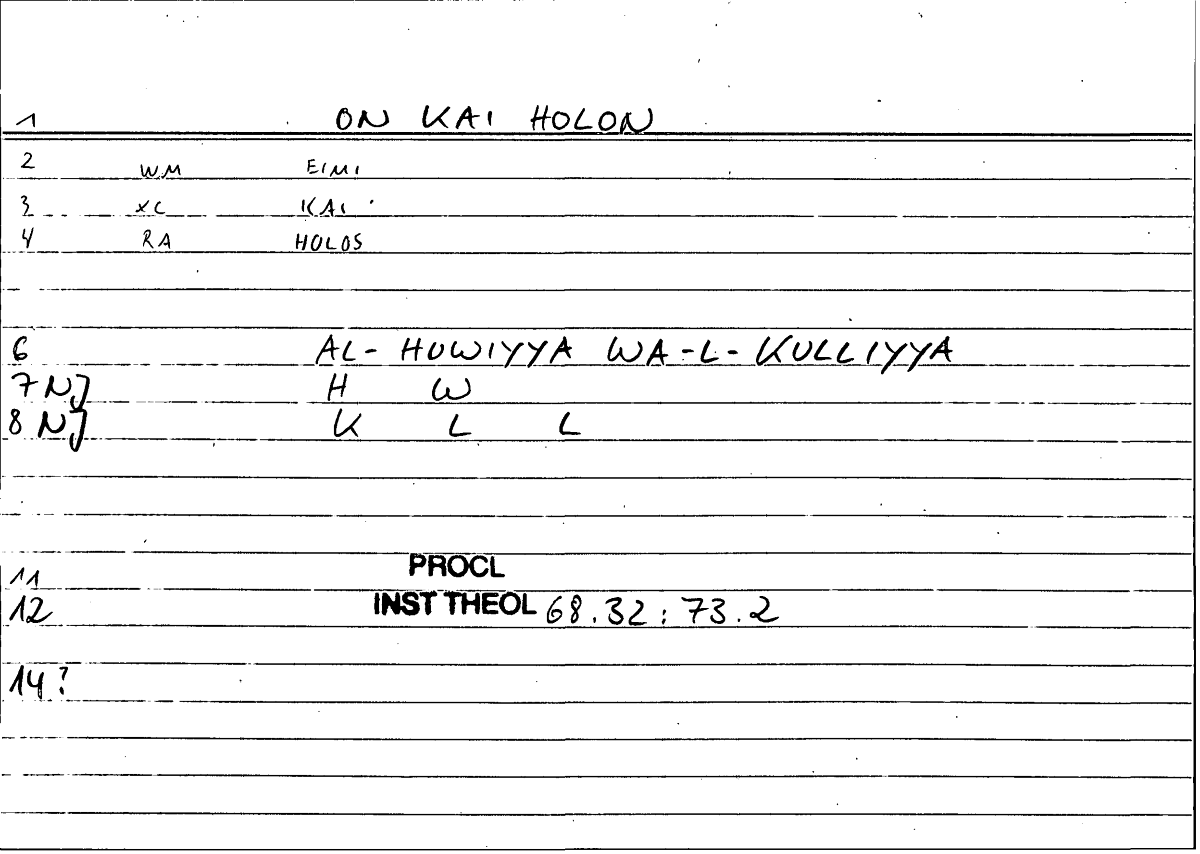 1 ON KAI HOLON
2 WM EIMI
3 XC KAI
4 RA HOLOS
6 AL- HUWIYYA WA-L- KULLIYYA
7 NJ H W
8 NJ K L L
11 PROCL
12 INST THEOL 68.32 : 73.2
14 ?